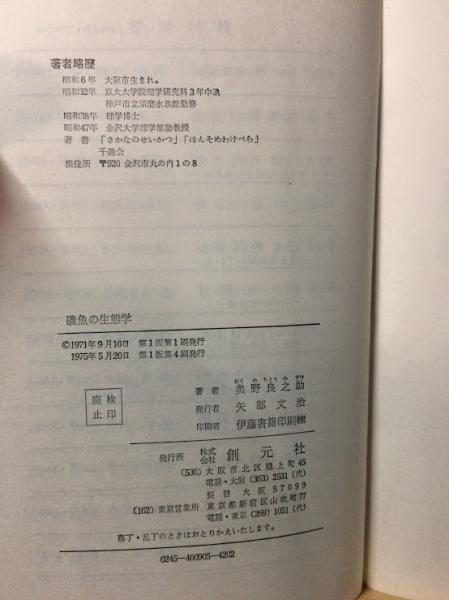 著者略歴
昭和6年 大阪市生まれ。
昭和32年 京大大学院理学研究科3年中退
神戸市立須磨水族館勤務
昭和38年 理学博士
昭和47年 金沢大学理学部助教授
著書 「さかなのせいかつ」「ほんそめわけべら」
千趣会
現住所 〒920 金沢市丸の内1の8
磯魚の生態学
©1971年9月10日 第1版第1刷発行
1975年5月20日 第1版第4刷発行
検印
廃止
おくのりょうのすけ
著者 奥野良之助
発行者 矢部文治
印刷者 伊藤書籍印刷㈱
発行所 株式会社 創元社
(530) 大阪市北区樋上町45
電話・大阪 (363) 2531 (代)
振替 大阪 57099
(162) 東京営業所 東京都新宿区山吹町77
電話・東京 (269) 1051 (代)
落丁・乱丁のときはおとりかえいたします。
0245-460905-4202